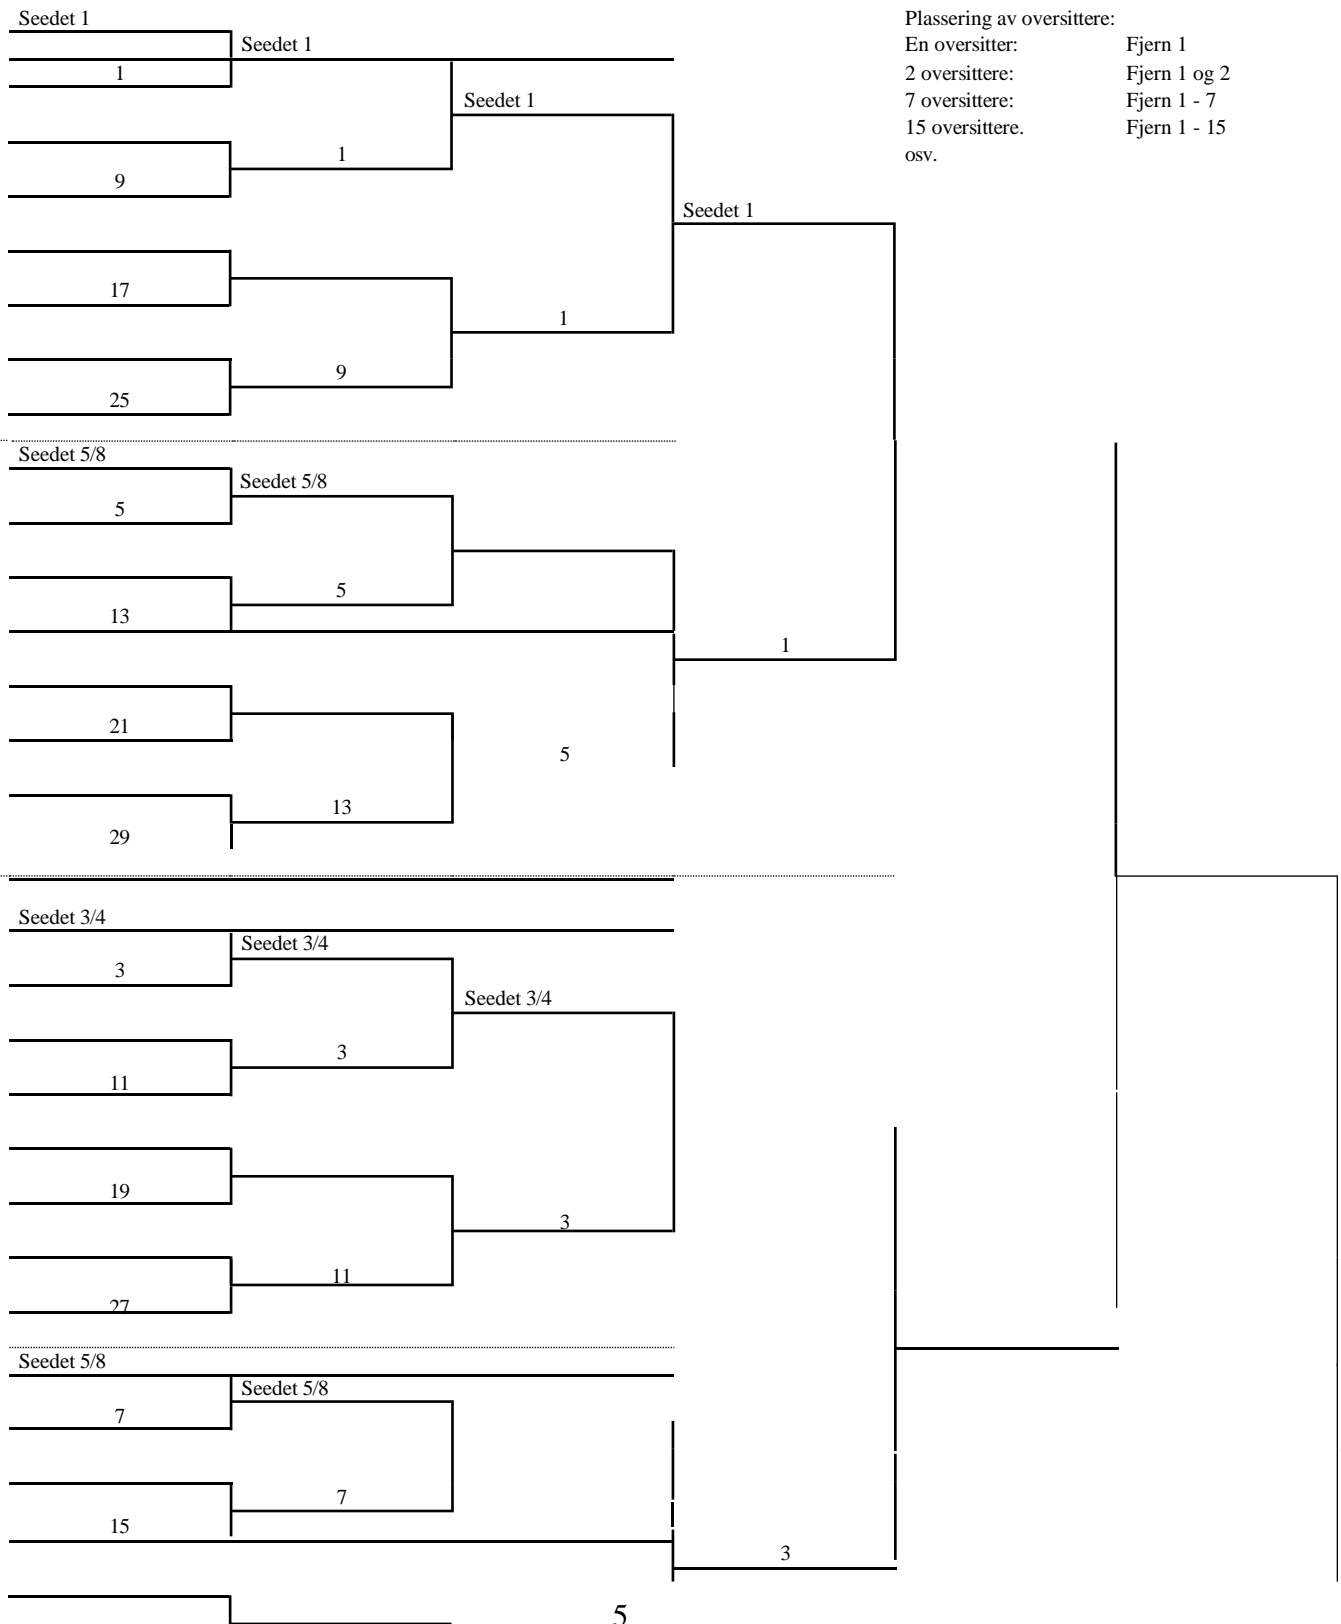 Seedet 1
Plassering av oversittere:
Seedet 1
En oversitter: Fjern 1
1
2 oversittere: Fjern 1 og 2
Seedet 1
7 oversittere: Fjern 1 - 7
15 oversittere. Fjern 1 - 15
1
osv.
9
Seedet 1
17
1
9
25
Seedet 5/8
Seedet 5/8
5
5
13
1
21
5
13
29
Seedet 3/4
Seedet 3/4
3
Seedet 3/4
3
11
19
3
11
27
Seedet 5/8
Seedet 5/8
7
7
15
3
5